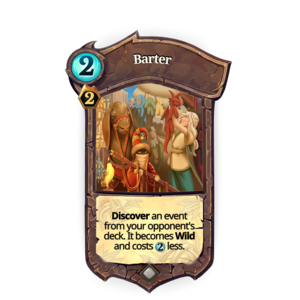 2
Barter
2
Discover an event
from your opponent's
deck. It becomes Wild
and costs 2 less.